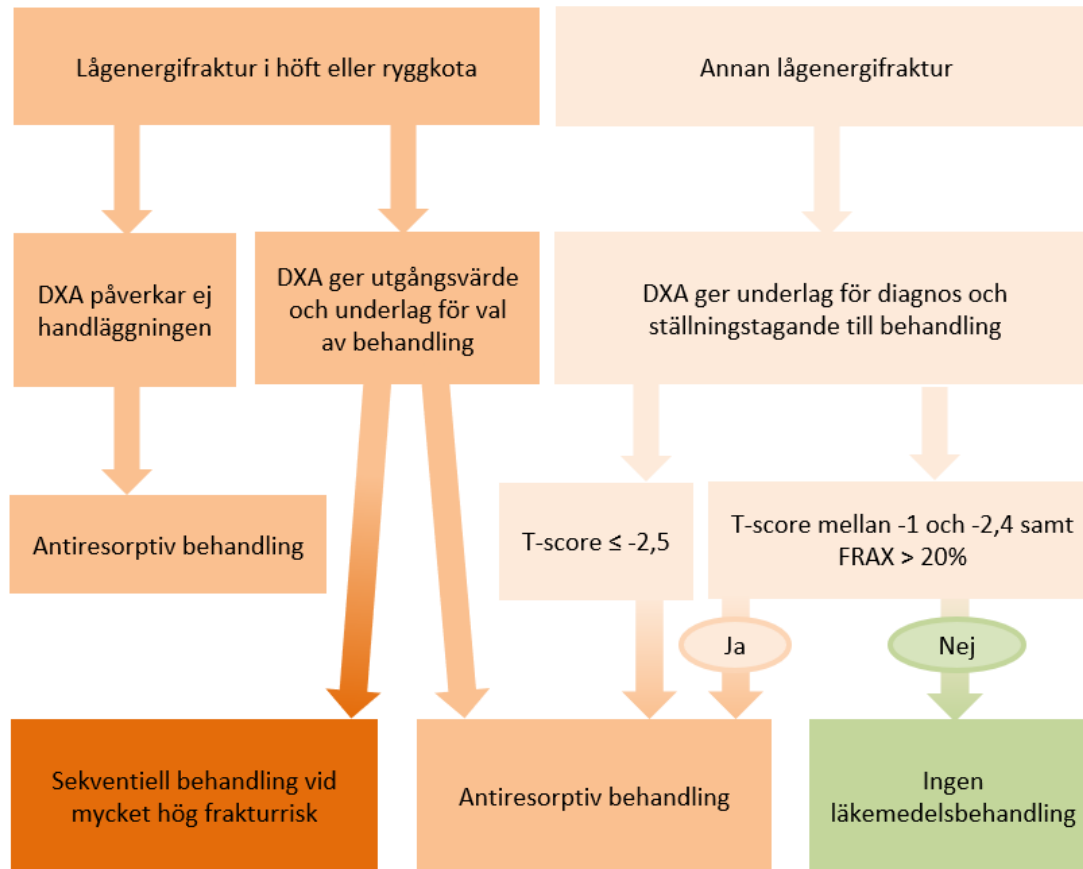 Lågenergifraktur i höft eller ryggkota
Annan lågenergifraktur
DXA påverkar ej
handläggningen
DXA ger utgångsvärde
och underlag för val
av behandling
DXA ger underlag för diagnos och
ställningstagande till behandling
Antiresorptiv behandling
T-score ≤ -2,5
T-score mellan -1 och -2,4 samt
FRAX > 20%
Ja
Nej
Sekventiell behandling vid
mycket hög frakturrisk
Antiresorptiv behandling
Ingen
läkemedelsbehandling